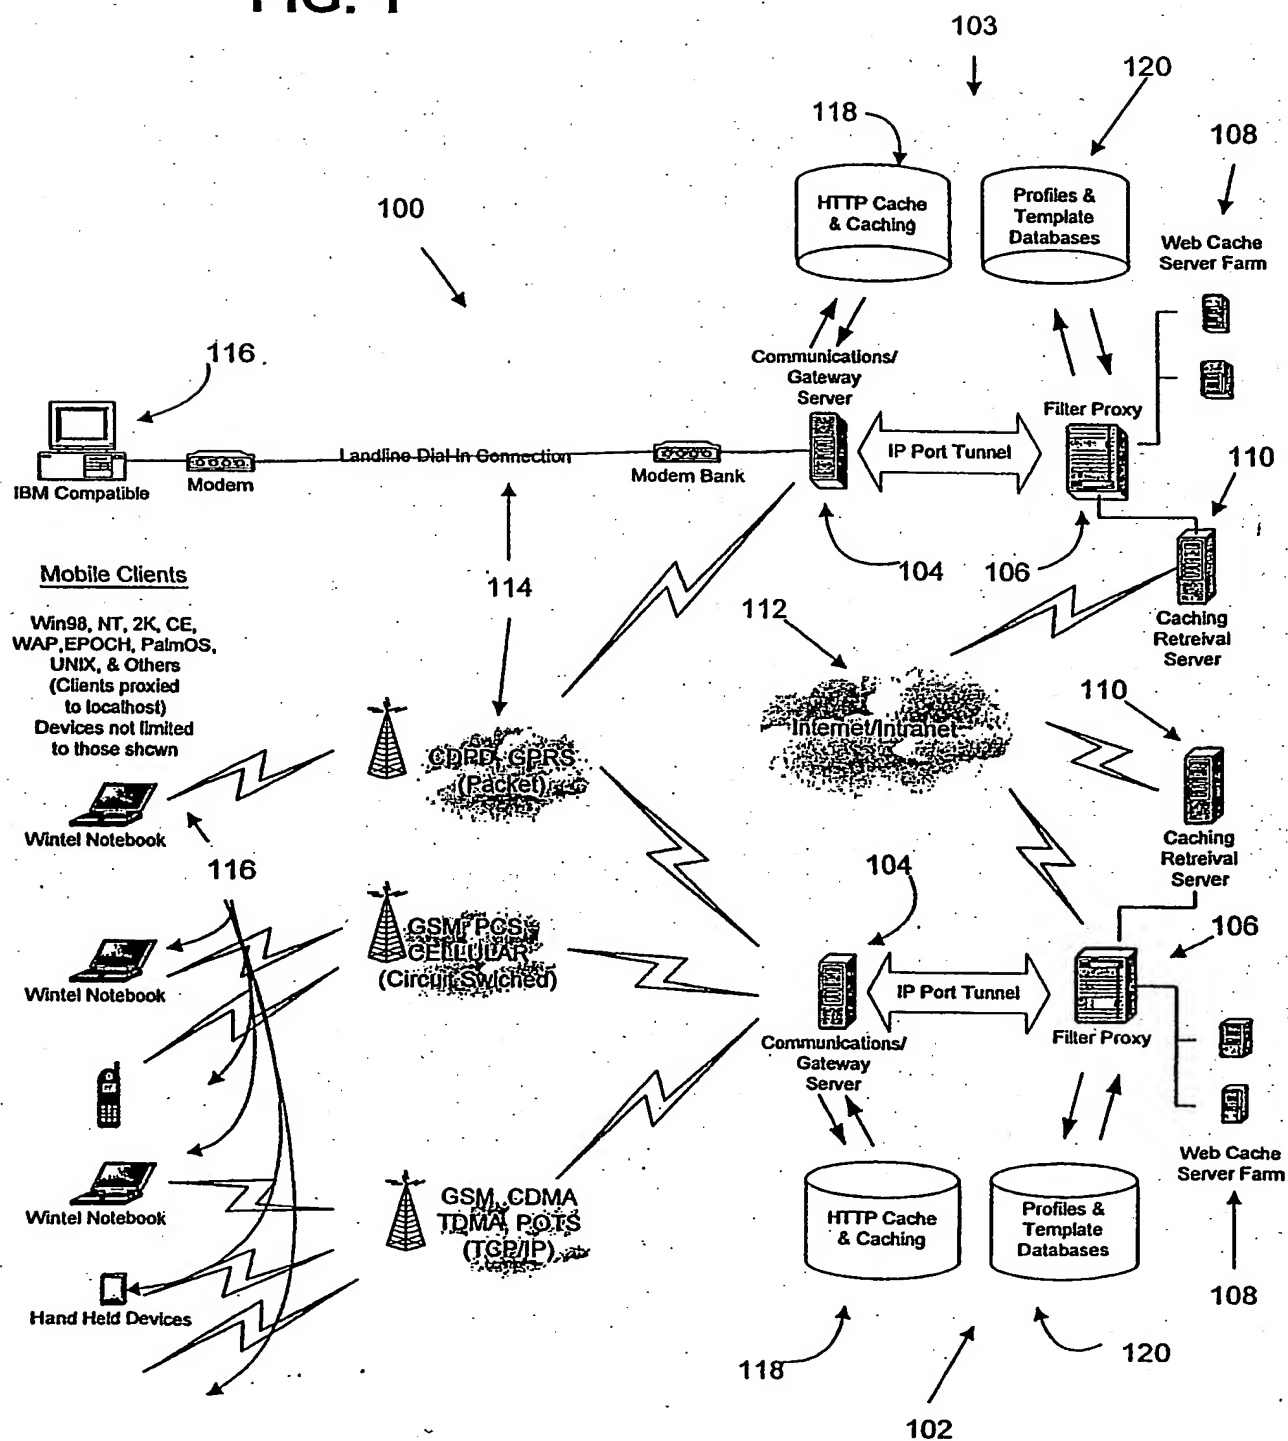 FIG. 1
103
120
118
108
100
HTTP Cache
& Caching
Profiles &
Template
Databases
Web Cache
Server Farm
116
Communications/
Gateway
Server
Filter Proxy
IBM Compatible
Modem
Landline Dial-In Connection
Modem Bank
IP Port Tunnel
110
104
106
114
112
Mobile Clients
Win98, NT, 2K, CE,
WAP,EPOCH, PalmOS,
UNIX, & Others
(Clients proxied
to localhost)
Devices not limited
to those shown
Caching
Retreival
Server
110
Internet/Intranet
CDPD, GPRS
(Packet)
Wintel Notebook
Caching
Retreival
Server
116
104
GSM, PCS,
CELLULAR
(Circuit Swiched)
106
Wintel Notebook
IP Port Tunnel
Communications/
Gateway
Server
Filter Proxy
Web Cache
Server Farm
Wintel Notebook
GSM, CDMA
TDMA, POTS
(TCP/IP)
HTTP Cache
& Caching
Profiles &
Template
Databases
108
Hand Held Devices
118
120
102